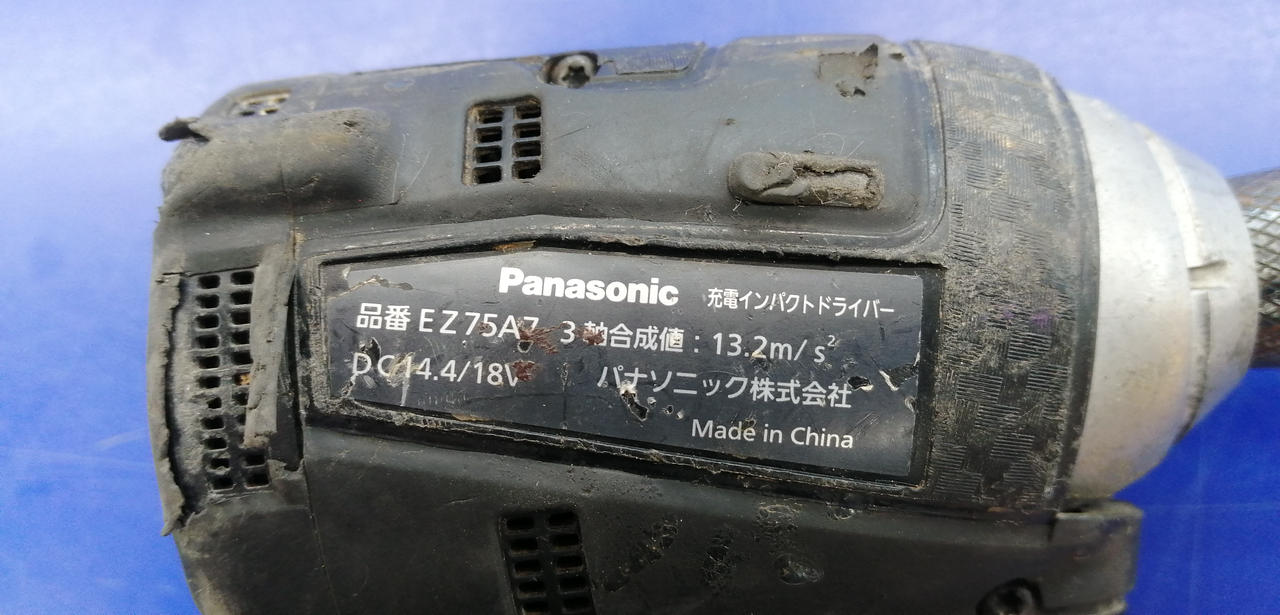 Panasonic 充電インパクトドライバー
品番 EZ75A7 3軸合成値：13.2m/s²
DC14.4/18V パナソニック株式会社
Made in China